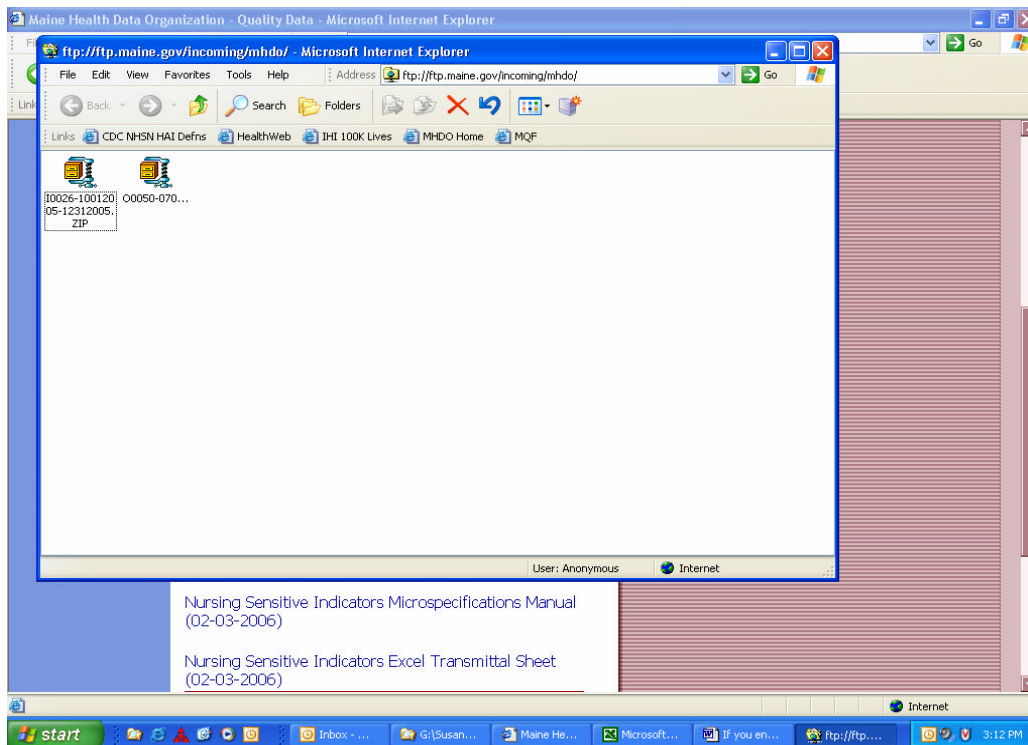 Maine Health Data Organization - Quality Data - Microsoft Internet Explorer
Go
ftp://ftp.maine.gov/incoming/mhdo/ - Microsoft Internet Explorer
File Edit View Favorites Tools Help Address ftp://ftp.maine.gov/incoming/mhdo/ Go
Link
Back Search Folders
Links CDC NHSN HAI Defns HealthWeb IHI 100K Lives MHDO Home MQF
I0026-100120
05-12312005.
ZIP
O0050-070...
User: Anonymous Internet
Nursing Sensitive Indicators Microspecifications Manual
(02-03-2006)
Nursing Sensitive Indicators Excel Transmittal Sheet
(02-03-2006)
Internet
start Inbox - ... G:\Susan... Maine He... Microsoft... If you en... ftp://ftp.... 3:12 PM